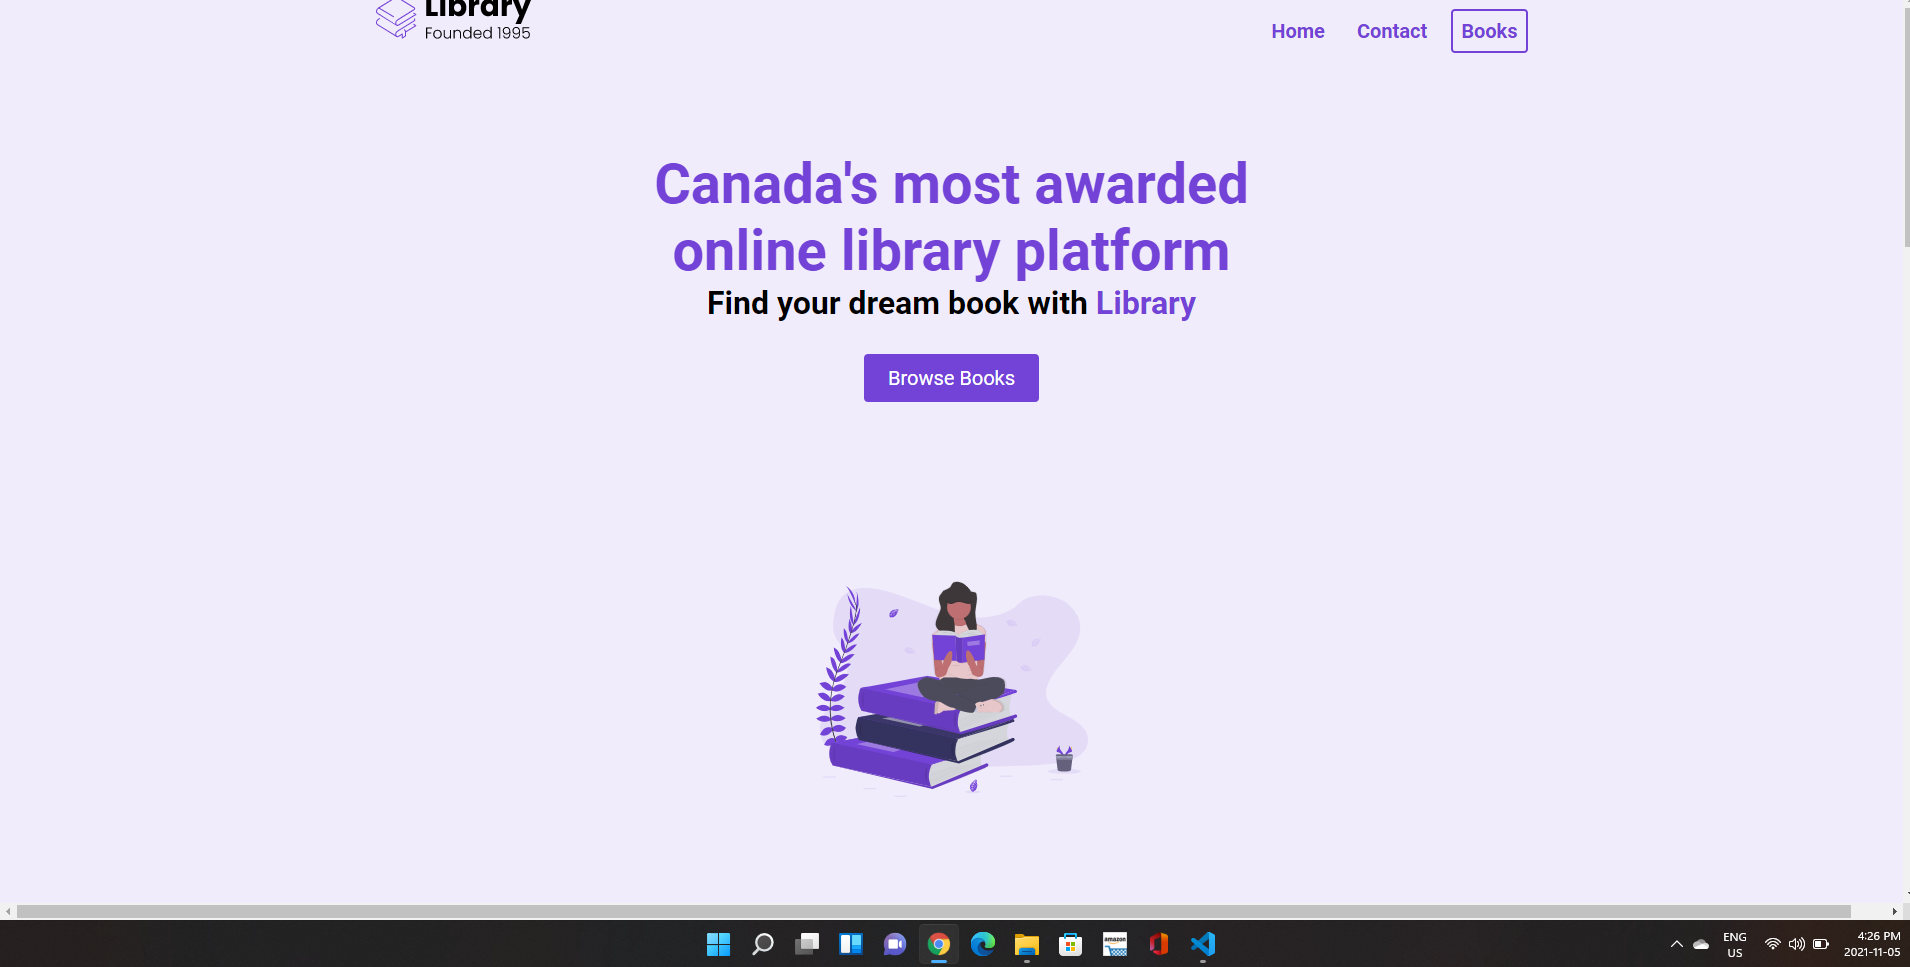 Library
Founded 1995
Home
Contact
Books
Canada's most awarded
online library platform
Find your dream book with Library
Browse Books
amazon
ENG
US
4:26 PM
2021-11-05